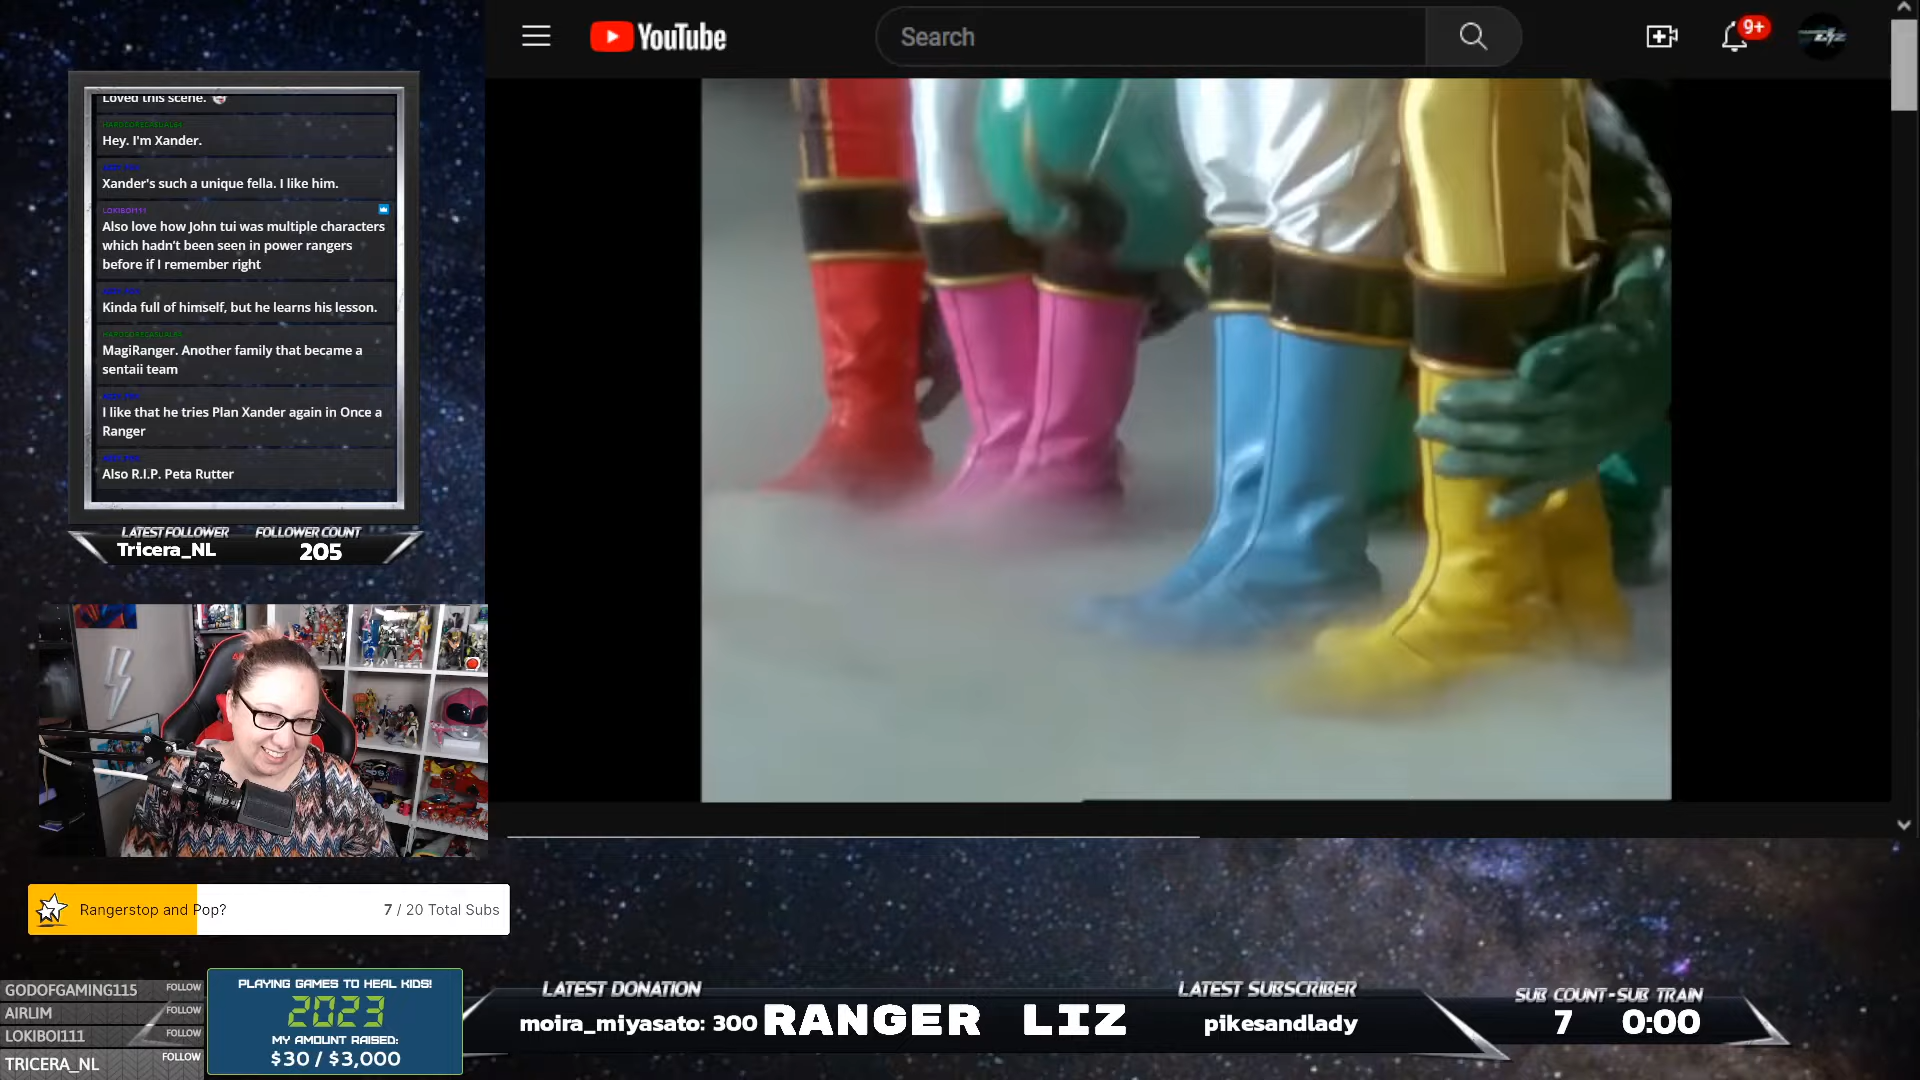 YouTube
Search
9+
Loved this scene.
Hey. I'm Xander.
Xander's such a unique fella. I like him.
LOKIBOI111
Also love how John tui was multiple characters
which hadn't been seen in power rangers
before if I remember right
Kinda full of himself, but he learns his lesson.
HARDCORECASUAL64
MagiRanger. Another family that became a
sentaii team
I like that he tries Plan Xander again in Once a
Ranger
Also R.I.P. Peta Rutter
LATEST FOLLOWER
Tricera_NL
FOLLOWER COUNT
205
Rangerstop and Pop?
7 / 20 Total Subs
GODOFGAMING115 FOLLOW
AIRLIM FOLLOW
LOKIBOI111 FOLLOW
TRICERA_NL FOLLOW
PLAYING GAMES TO HEAL KIDS!
2023
MY AMOUNT RAISED:
$30 / $3,000
LATEST DONATION
moira_miyasato: 300
RANGER LIZ
LATEST SUBSCRIBER
pikesandlady
SUB COUNT-SUB TRAIN
7 0:00